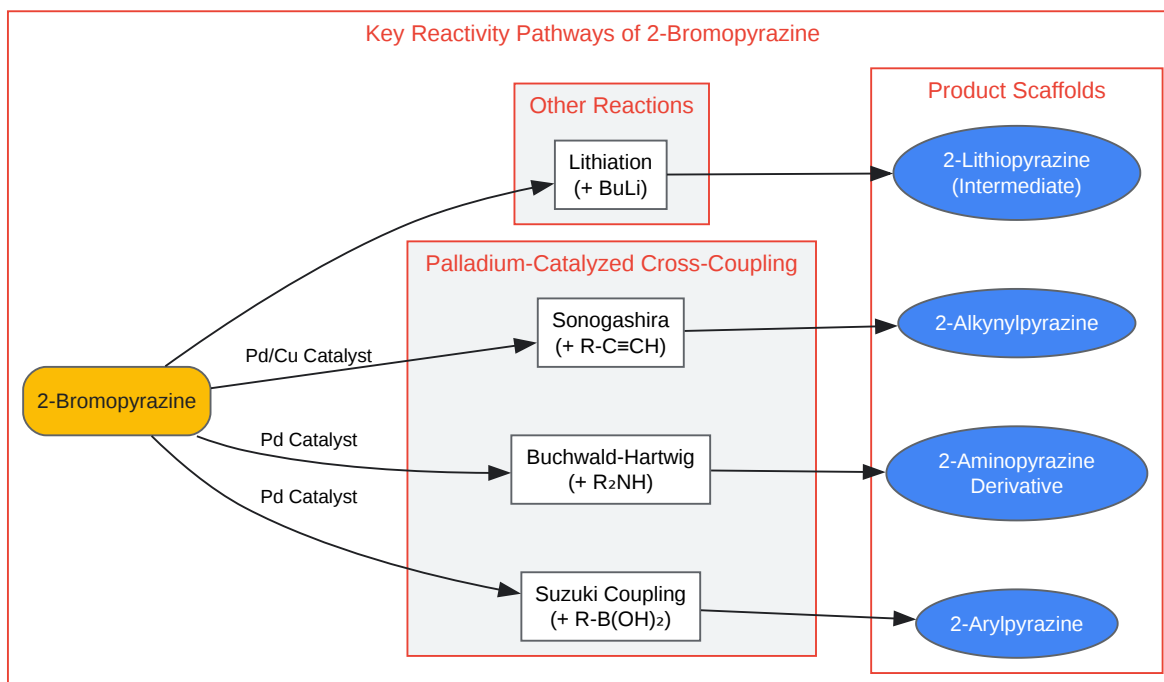 Key Reactivity Pathways of 2-Bromopyrazine
Other Reactions
Product Scaffolds
Lithiation
(+ BuLi)
2-Lithiopyrazine
(Intermediate)
Palladium-Catalyzed Cross-Coupling
Sonogashira
(+ R-C≡CH)
2-Alkynylpyrazine
Pd/Cu Catalyst
2-Bromopyrazine
Pd Catalyst
Buchwald-Hartwig
(+ R₂NH)
2-Aminopyrazine
Derivative
Pd Catalyst
Suzuki Coupling
(+ R-B(OH)₂)
2-Arylpyrazine